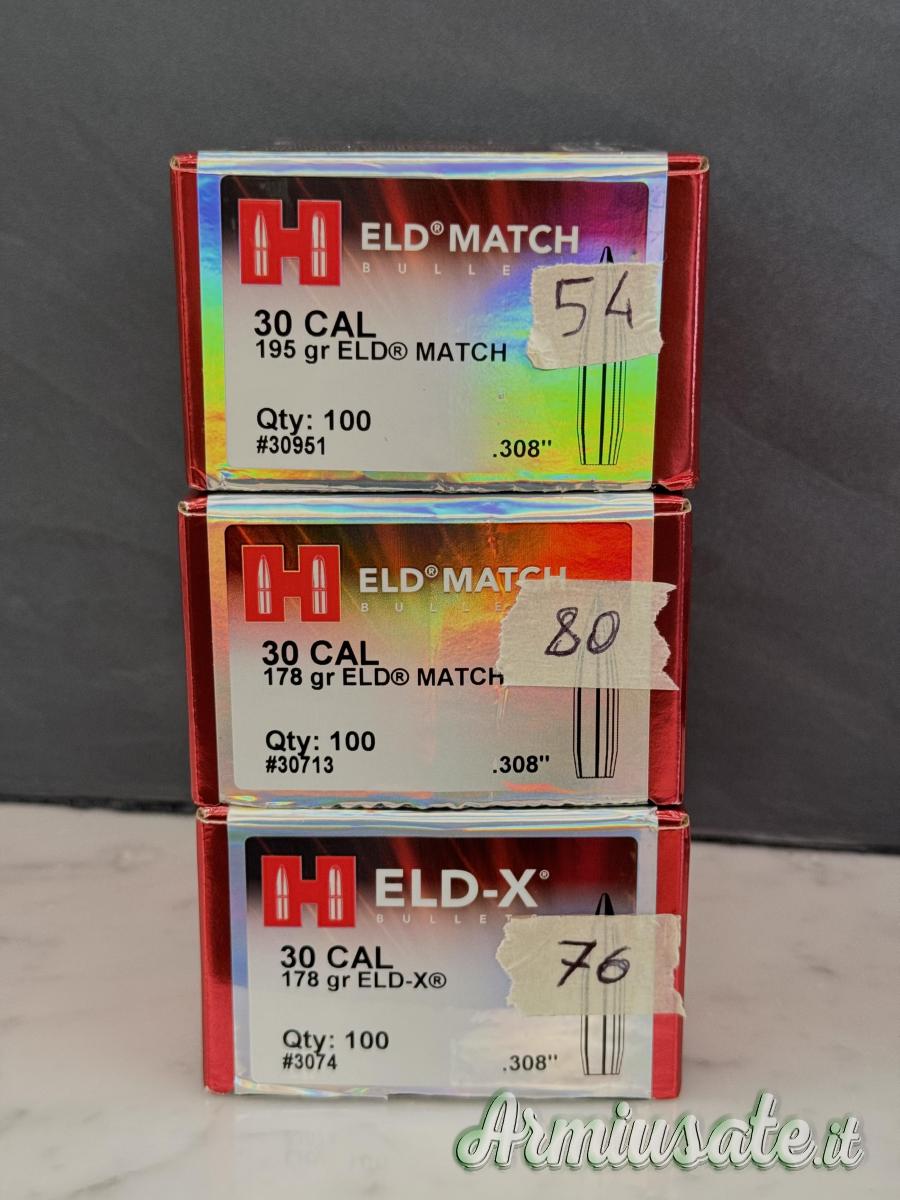 H ELD® MATCH
BULLE
54
30 CAL
195 gr ELD® MATCH
Qty: 100
#30951 .308"
H ELD® MATCH
BULLE
80
30 CAL
178 gr ELD® MATCH
Qty: 100
#30713 .308"
H ELD-X®
BULLETS
76
30 CAL
178 gr ELD-X®
Qty: 100
#3074 .308"
Armiusate.it